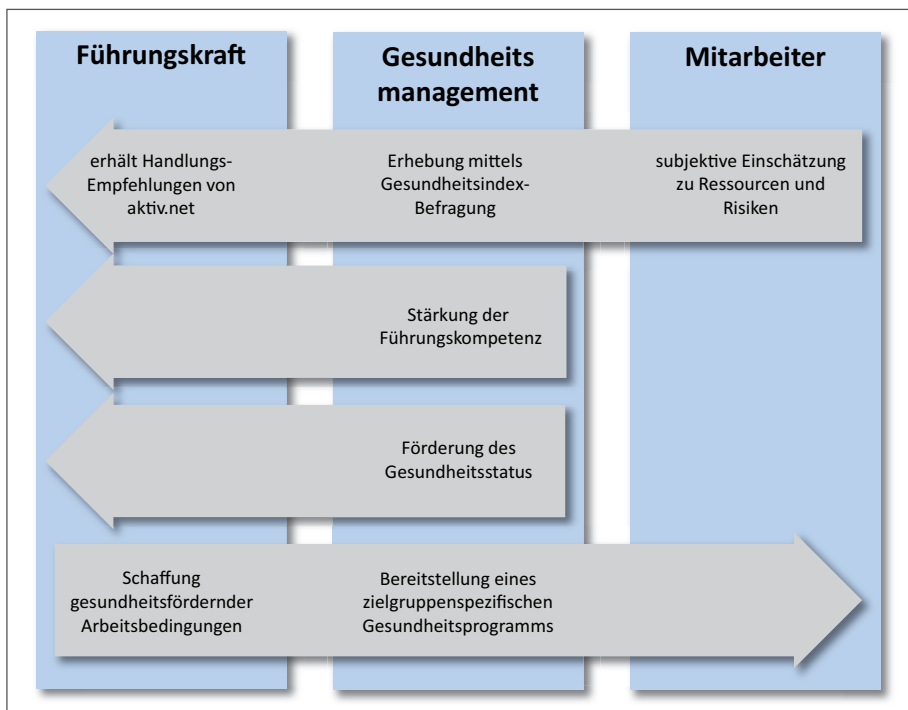 Führungskraft
Gesundheits
management
Mitarbeiter
erhält Handlungs-
Empfehlungen von
aktiv.net
Erhebung mittels
Gesundheitsindex-
Befragung
subjektive Einschätzung
zu Ressourcen und
Risiken
Stärkung der
Führungskompetenz
Förderung des
Gesundheitsstatus
Schaffung
gesundheitsfördernder
Arbeitsbedingungen
Bereitstellung eines
zielgruppenspezifischen
Gesundheitsprogramms